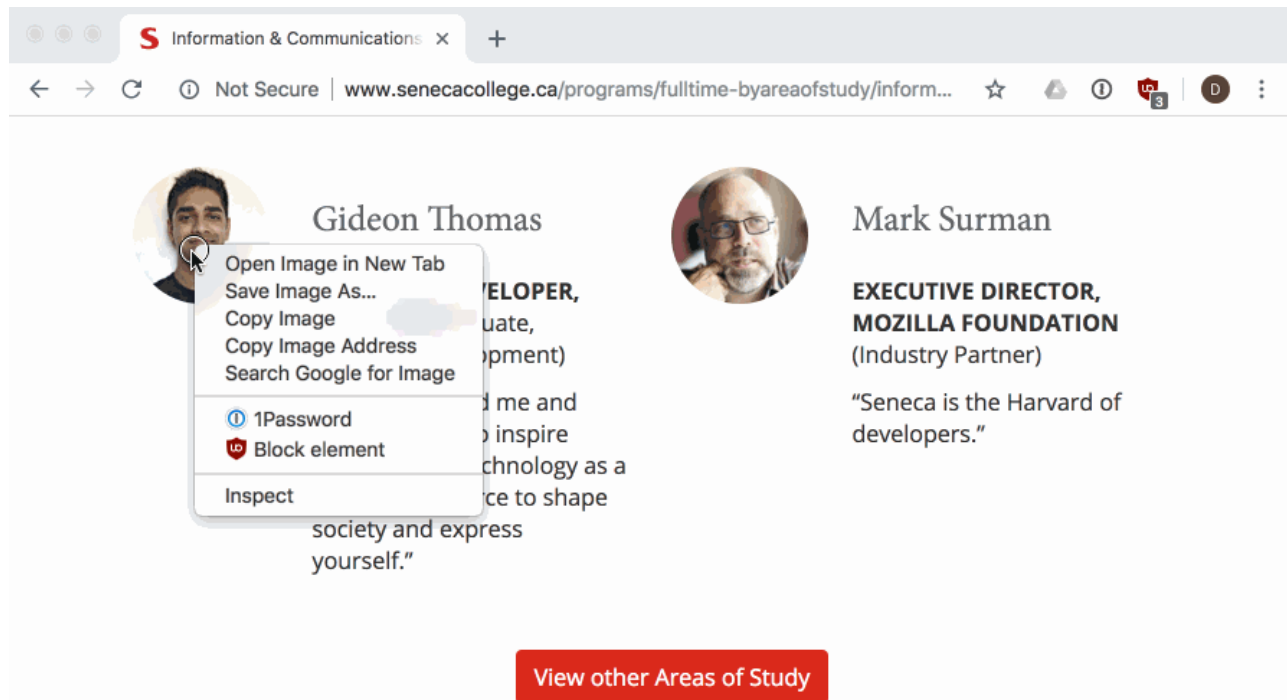 S Information & Communications
Not Secure | www.senecacollege.ca/programs/fulltime-byareaofstudy/inform...
3
D
Gideon Thomas
VELOPER,
uate,
opment)
d me and
o inspire
chnology as a
ce to shape
society and express
yourself.”
Open Image in New Tab
Save Image As...
Copy Image
Copy Image Address
Search Google for Image
1Password
Block element
Inspect
Mark Surman
EXECUTIVE DIRECTOR,
MOZILLA FOUNDATION
(Industry Partner)
“Seneca is the Harvard of
developers.”
View other Areas of Study